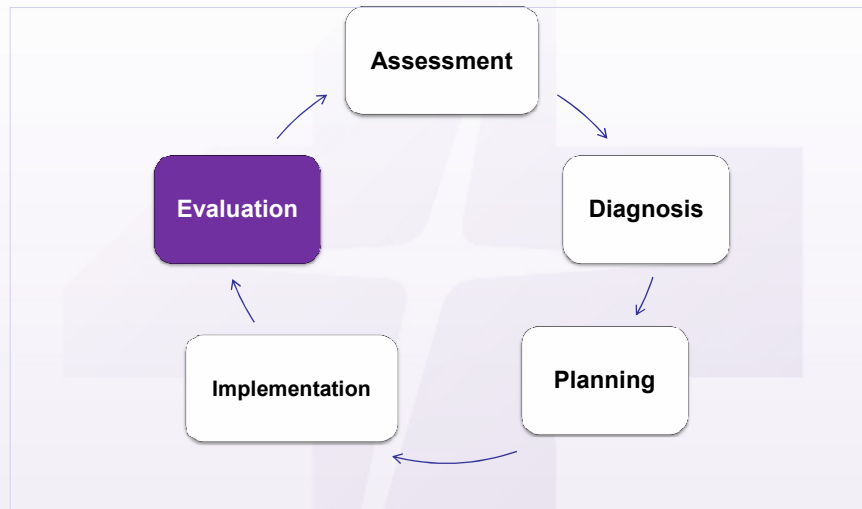 Assessment
Diagnosis
Planning
Implementation
Evaluation